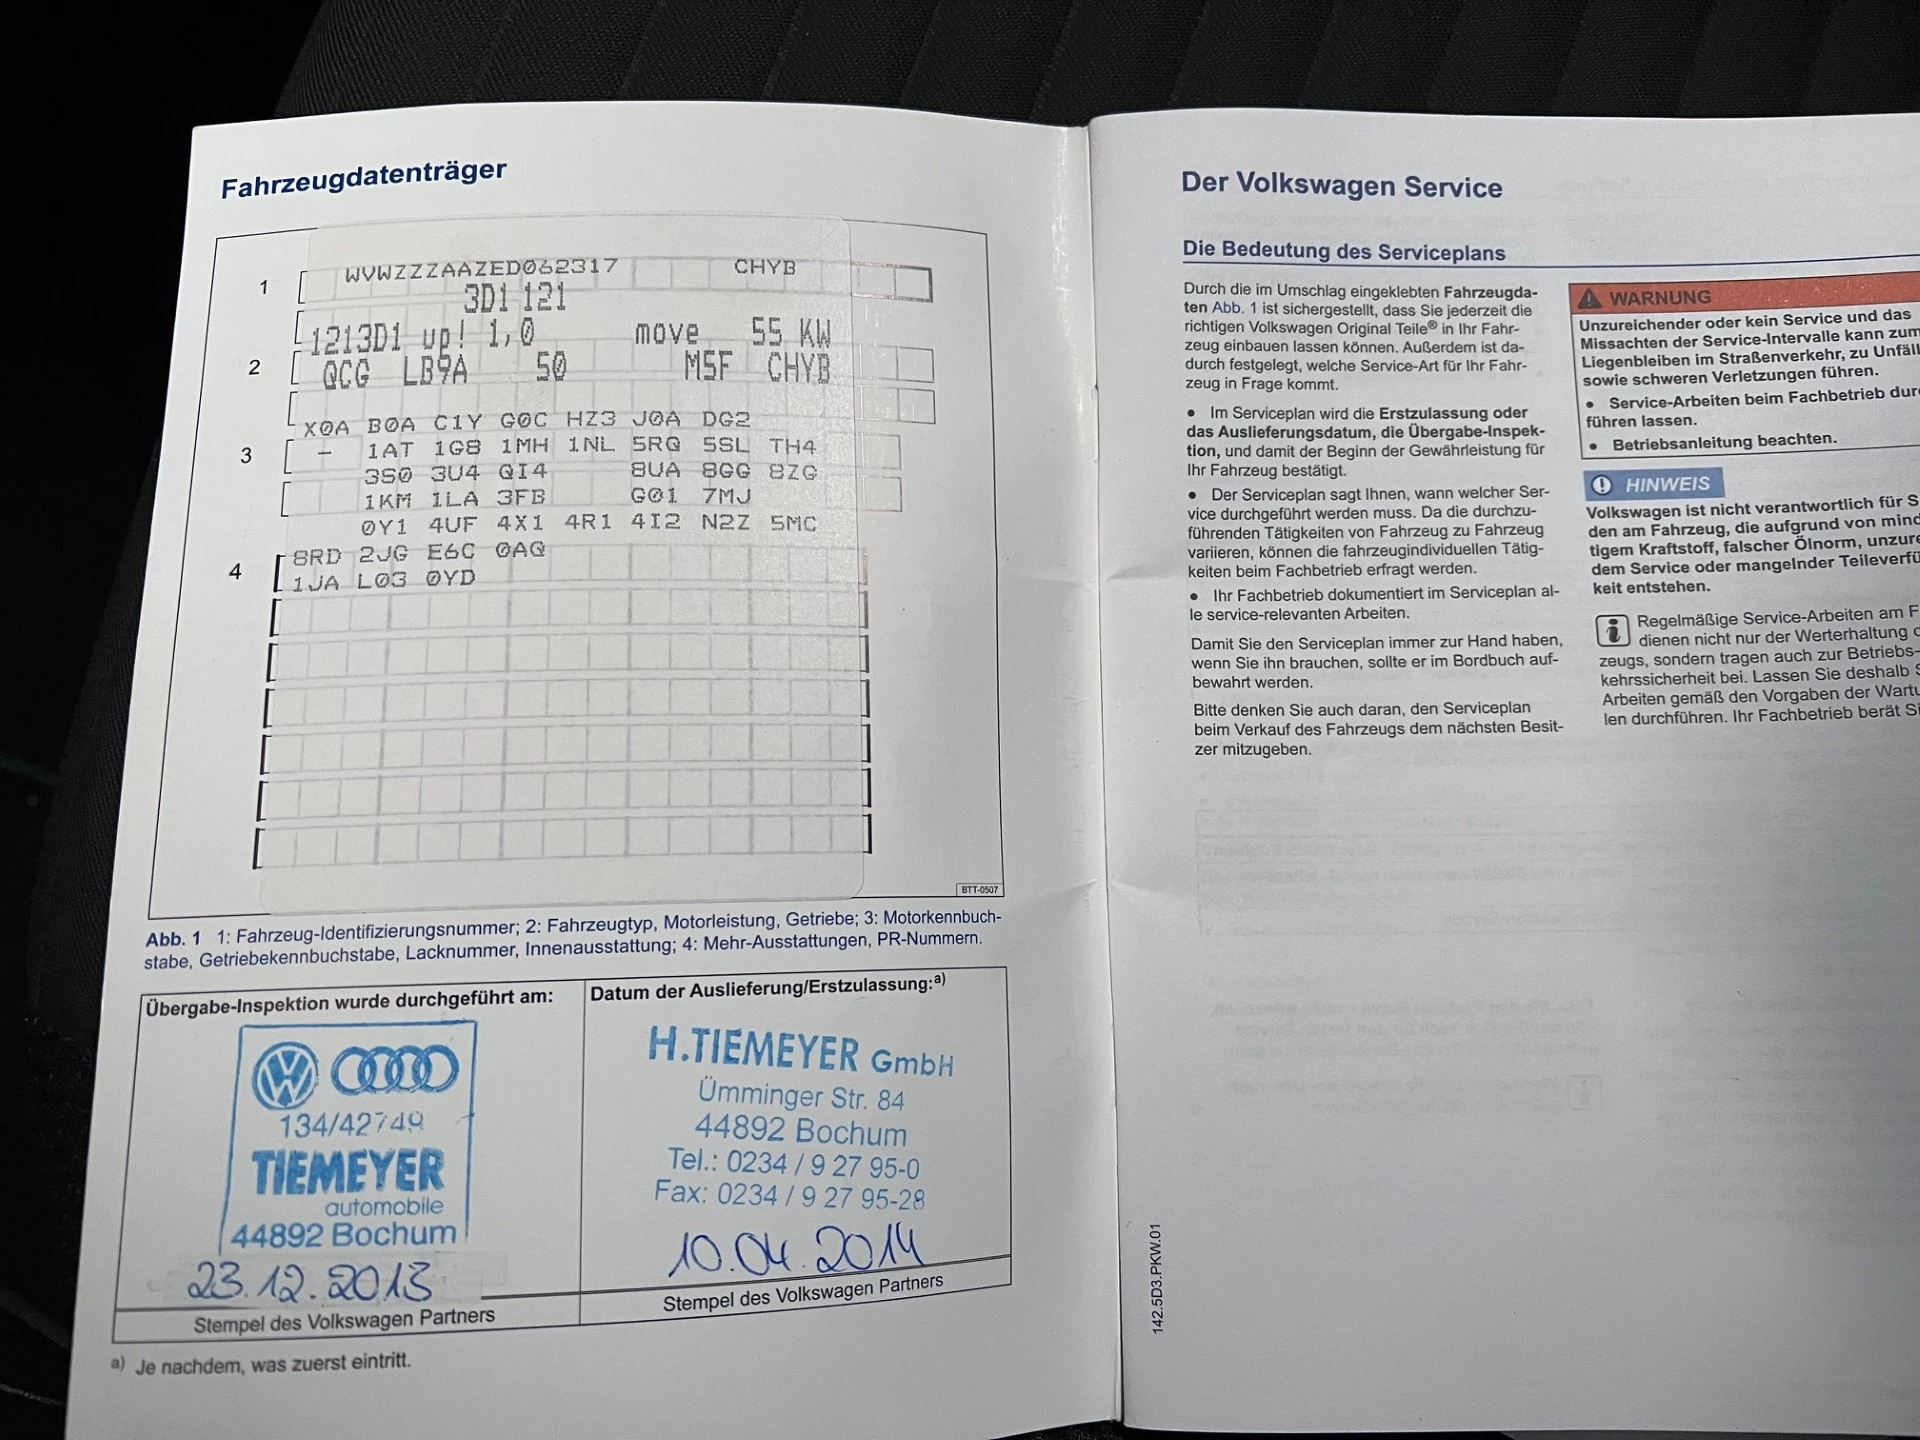 Fahrzeugdatenträger
1
WVWZZZAAZED062317 CHYB
3D1 121
1213D1 up! 1,0 move 55 KW
2
QCG LB9A 50 MSF CHYB
X0A B0A C1Y G0C HZ3 J0A DG2
3
- 1AT 1G8 1MH 1NL 5RQ 5SL TH4
3S0 3U4 QI4 8UA 8GG 8ZG
1KM 1LA 3FB G01 7MJ
0Y1 4UF 4X1 4R1 4I2 N2Z 5MC
4
8RD 2JG E6C 0AQ
1JA L03 0YD
BTT-0507
Abb. 1 1: Fahrzeug-Identifizierungsnummer; 2: Fahrzeugtyp, Motorleistung, Getriebe; 3: Motorkennbuch-
stabe, Getriebekennbuchstabe, Lacknummer, Innenausstattung; 4: Mehr-Ausstattungen, PR-Nummern.
Übergabe-Inspektion wurde durchgeführt am:
134/42749
TIEMEYER
automobile
44892 Bochum
23.12.2013
Stempel des Volkswagen Partners
Datum der Auslieferung/Erstzulassung:a)
H.TIEMEYER GmbH
Ümminger Str. 84
44892 Bochum
Tel.: 0234 / 9 27 95-0
Fax: 0234 / 9 27 95-28
10.04.2014
Stempel des Volkswagen Partners
a) Je nachdem, was zuerst eintritt.
Der Volkswagen Service
Die Bedeutung des Serviceplans
Durch die im Umschlag eingeklebten Fahrzeugda-
ten Abb. 1 ist sichergestellt, dass Sie jederzeit die
richtigen Volkswagen Original Teile® in Ihr Fahr-
zeug einbauen lassen können. Außerdem ist da-
durch festgelegt, welche Service-Art für Ihr Fahr-
zeug in Frage kommt.
• Im Serviceplan wird die Erstzulassung oder
das Auslieferungsdatum, die Übergabe-Inspek-
tion, und damit der Beginn der Gewährleistung für
Ihr Fahrzeug bestätigt.
• Der Serviceplan sagt Ihnen, wann welcher Ser-
vice durchgeführt werden muss. Da die durchzu-
führenden Tätigkeiten von Fahrzeug zu Fahrzeug
variieren, können die fahrzeugindividuellen Tätig-
keiten beim Fachbetrieb erfragt werden.
• Ihr Fachbetrieb dokumentiert im Serviceplan al-
le service-relevanten Arbeiten.
Damit Sie den Serviceplan immer zur Hand haben,
wenn Sie ihn brauchen, sollte er im Bordbuch auf-
bewahrt werden.
Bitte denken Sie auch daran, den Serviceplan
beim Verkauf des Fahrzeugs dem nächsten Besit-
zer mitzugeben.
WARNUNG
Unzureichender oder kein Service und das
Missachten der Service-Intervalle kann zum
Liegenbleiben im Straßenverkehr, zu Unfäll
sowie schweren Verletzungen führen.
• Service-Arbeiten beim Fachbetrieb dur
führen lassen.
• Betriebsanleitung beachten.
HINWEIS
Volkswagen ist nicht verantwortlich für S
den am Fahrzeug, die aufgrund von mind
tigem Kraftstoff, falscher Ölnorm, unzure
dem Service oder mangelnder Teileverfü
keit entstehen.
Regelmäßige Service-Arbeiten am F
dienen nicht nur der Werterhaltung
zeugs, sondern tragen auch zur Betriebs-
kehrssicherheit bei. Lassen Sie deshalb S
Arbeiten gemäß den Vorgaben der Wartu
len durchführen. Ihr Fachbetrieb berät Si
142.5D3.PKW.01